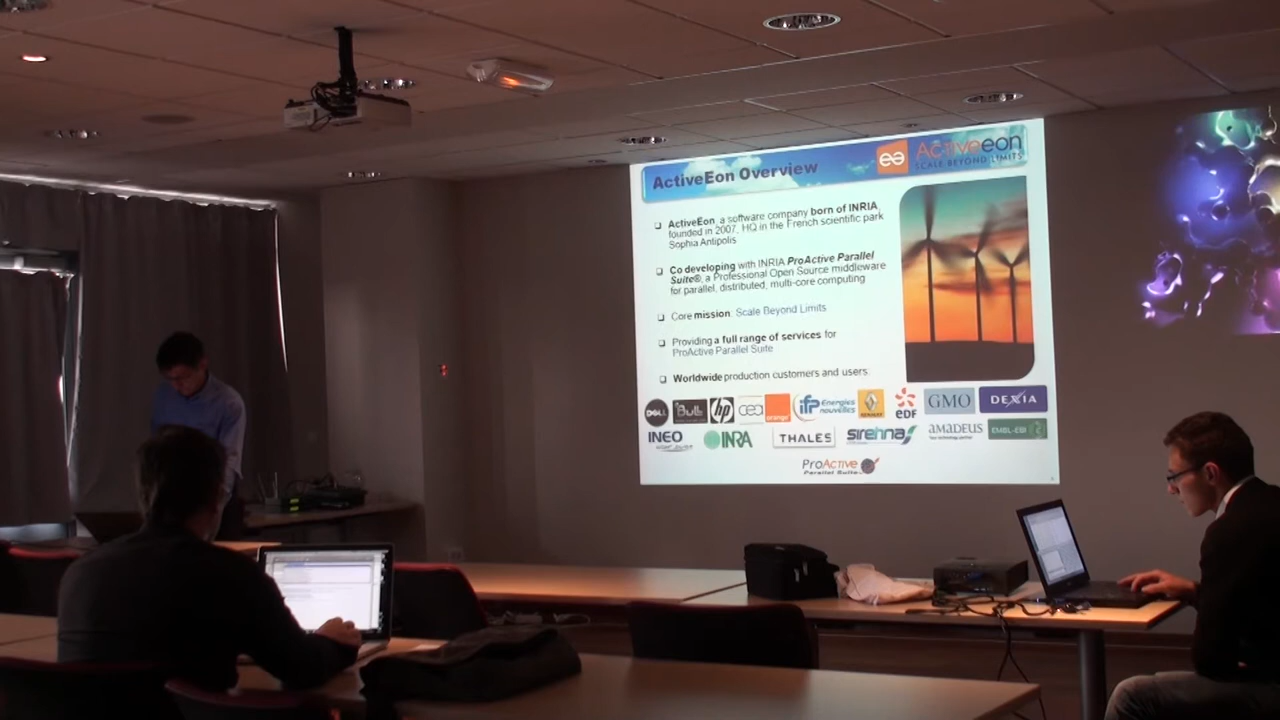 ActiveEon Overview
Activeeon
SCALE BEYOND LIMITS
ActiveEon, a software company born of INRIA,
founded in 2007, HQ in the French scientific park
Sophia Antipolis
Co developing with INRIA ProActive Parallel
Suite®, a Professional Open Source middleware
for parallel, distributed, multi-core computing
Core mission: Scale Beyond Limits
Providing a full range of services for
ProActive Parallel Suite
Worldwide production customers and users:
DELL Bull hp cea orange ifp Energies nouvelles RENAULT eDF GMO DEXIA
INEO INRA THALES sirehna AMADEUS EMBL-EBI
Your technology partner
ProActive
Parallel Suite